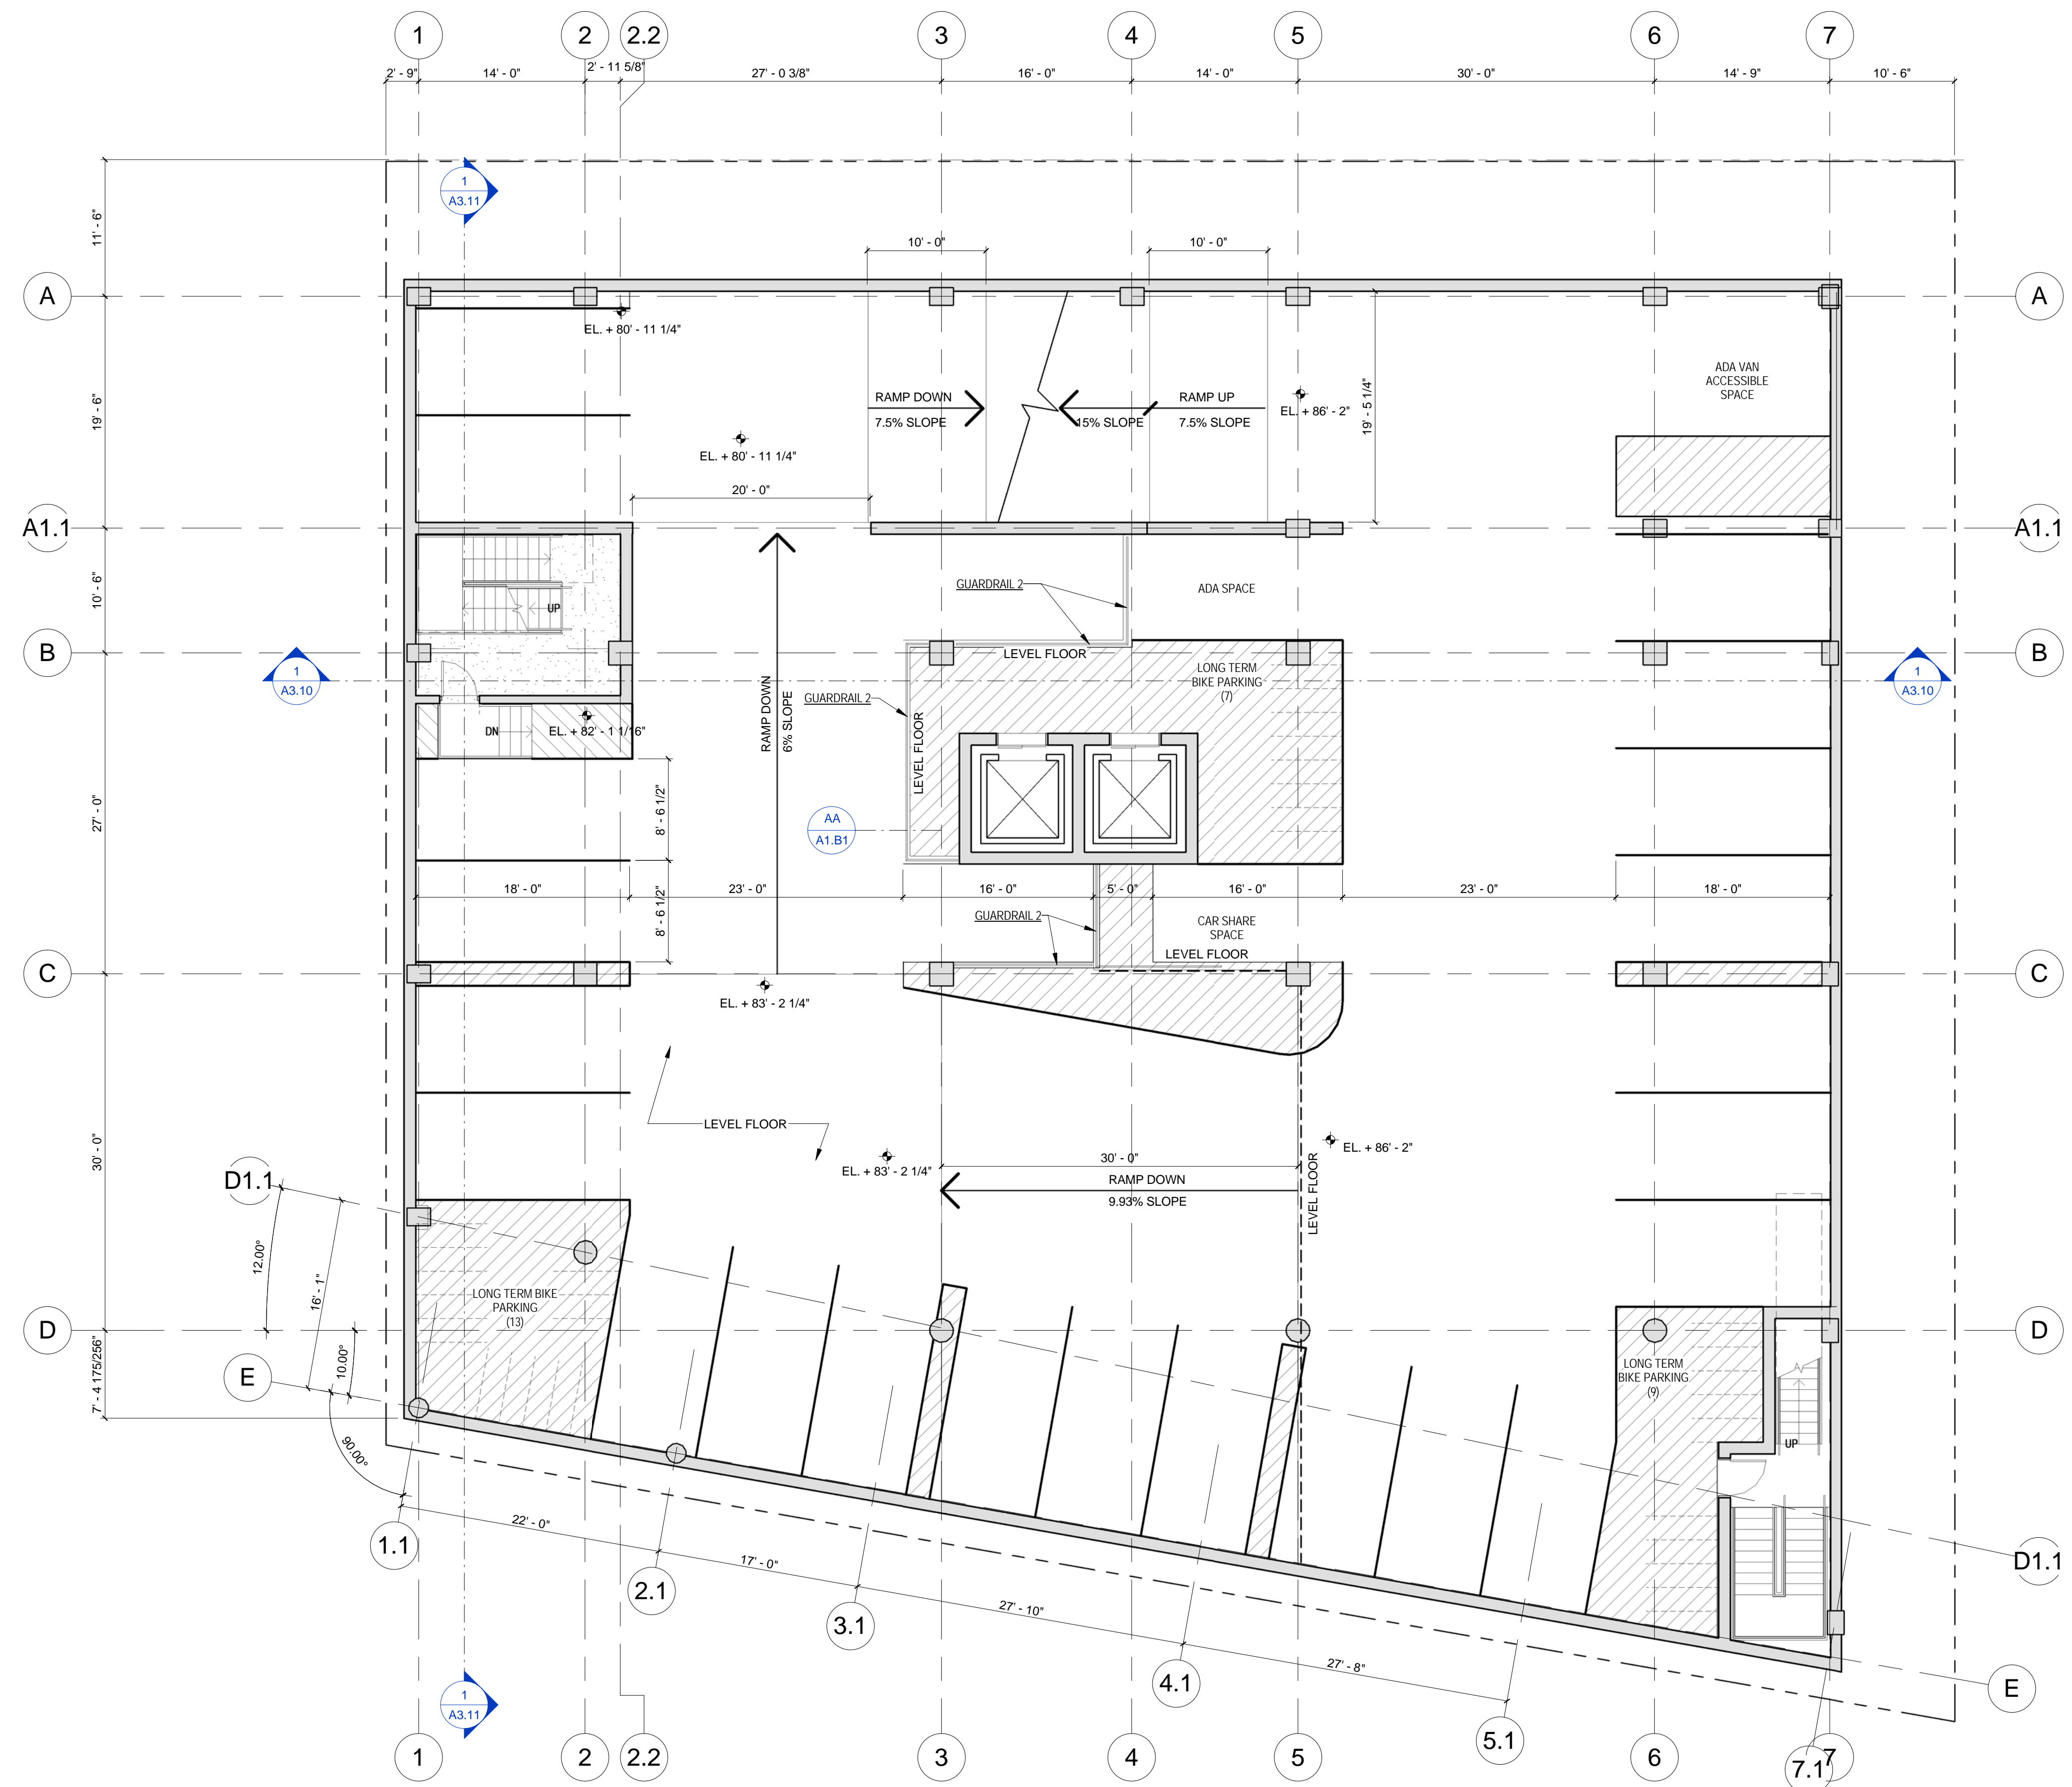 1
2
2.2
3
4
5
6
7
2' - 9"
14' - 0"
2' - 11 5/8"
27' - 0 3/8"
16' - 0"
14' - 0"
30' - 0"
14' - 9"
10' - 6"
1
A3.11
11' - 6"
10' - 0"
10' - 0"
A
A
EL. + 80' - 11 1/4"
ADA VAN
ACCESSIBLE
SPACE
RAMP DOWN
7.5% SLOPE
15% SLOPE
RAMP UP
7.5% SLOPE
EL. + 86' - 2"
19' - 5 1/4"
19' - 6"
EL. + 80' - 11 1/4"
20' - 0"
A1.1
A1.1
10' - 6"
UP
GUARDRAIL 2
ADA SPACE
B
LEVEL FLOOR
B
1
A3.10
LONG TERM
BIKE PARKING
(7)
1
A3.10
GUARDRAIL 2
RAMP DOWN
6% SLOPE
LEVEL FLOOR
DN
EL. + 82' - 1 1/16"
27' - 0"
8' - 6 1/2"
AA
A1.B1
18' - 0"
23' - 0"
16' - 0"
5' - 0"
16' - 0"
23' - 0"
18' - 0"
8' - 6 1/2"
GUARDRAIL 2
CAR SHARE
SPACE
LEVEL FLOOR
C
C
EL. + 83' - 2 1/4"
LEVEL FLOOR
30' - 0"
EL. + 86' - 2"
30' - 0"
EL. + 83' - 2 1/4"
RAMP DOWN
9.93% SLOPE
LEVEL FLOOR
D1.1
12.00°
16' - 1"
LONG TERM BIKE
PARKING
(13)
D
D
10.00°
7' - 4 175/256"
E
LONG TERM
BIKE PARKING
(9)
UP
90.00°
22' - 0"
1.1
17' - 0"
2.1
27' - 10"
3.1
27' - 8"
4.1
5.1
D1.1
E
1
A3.11
1
2
2.2
3
4
5
6
7.1
7